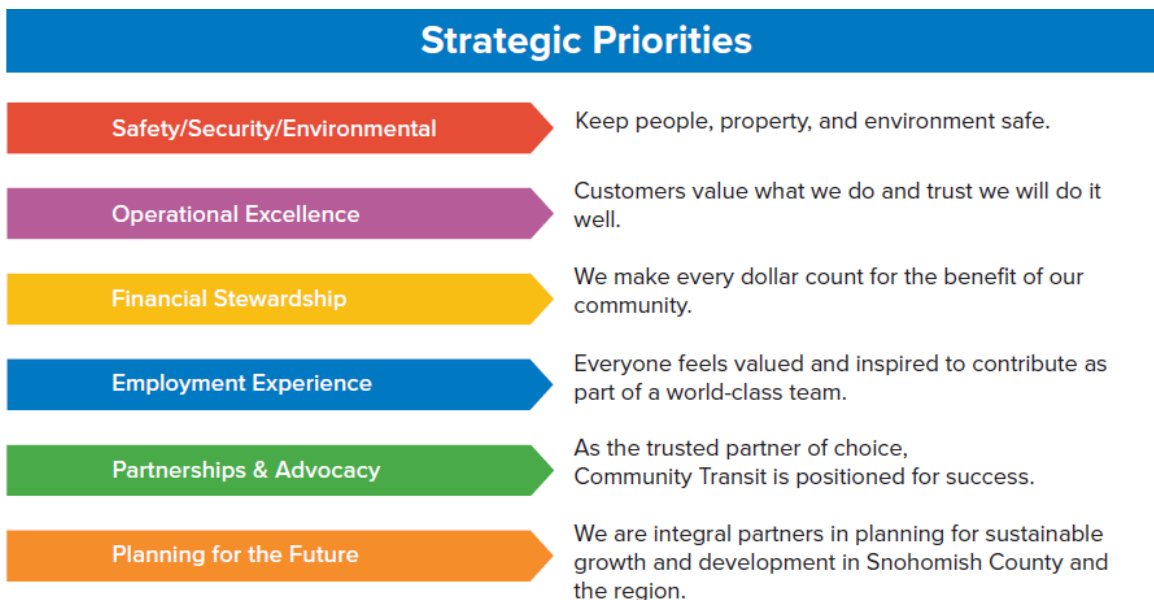 Strategic Priorities
Safety/Security/Environmental
Keep people, property, and environment safe.
Operational Excellence
Customers value what we do and trust we will do it
well.
Financial Stewardship
We make every dollar count for the benefit of our
community.
Employment Experience
Everyone feels valued and inspired to contribute as
part of a world-class team.
Partnerships & Advocacy
As the trusted partner of choice,
Community Transit is positioned for success.
Planning for the Future
We are integral partners in planning for sustainable
growth and development in Snohomish County and
the region.